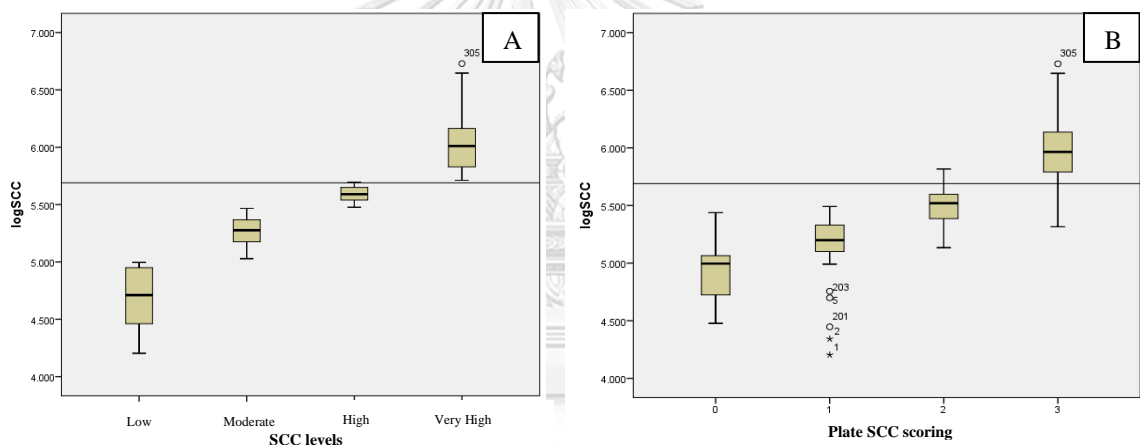 A
7.000
6.500
6.000
5.500
5.000
4.500
4.000
logSCC
305
Low Moderate High Very High
SCC levels
B
7.000
6.500
6.000
5.500
5.000
4.500
4.000
logSCC
305
203
5
201
2
1
0 1 2 3
Plate SCC scoring